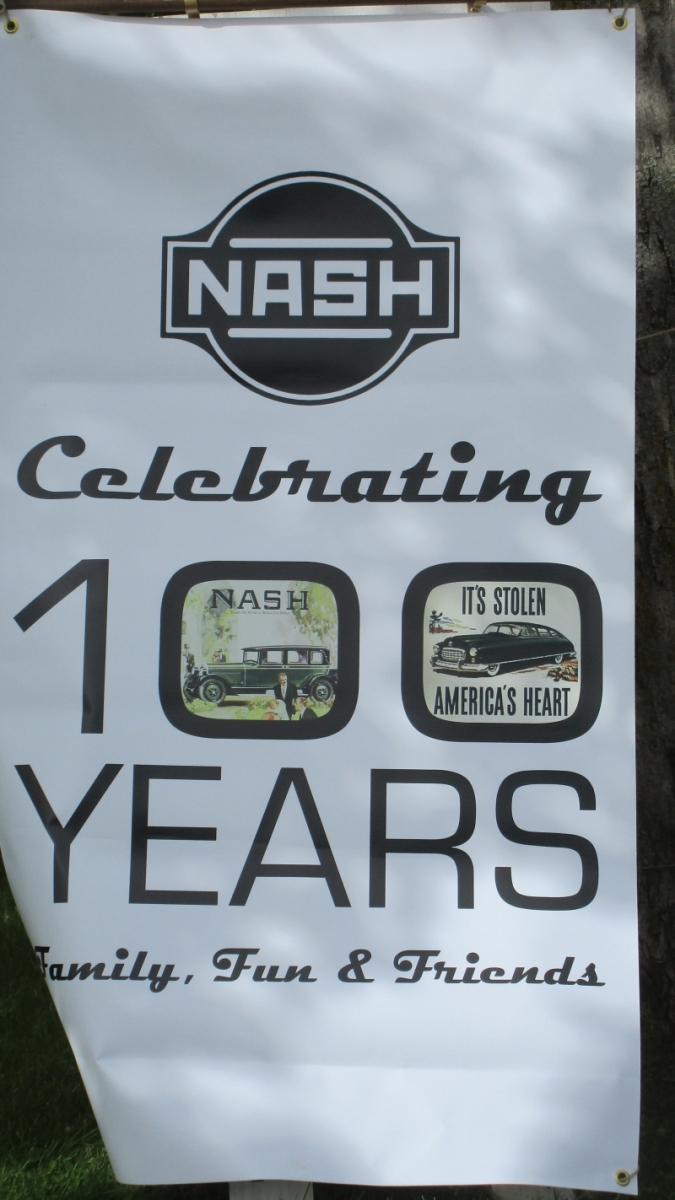 NASH
Celebrating
100
NASH
IT'S STOLEN
AMERICA'S HEART
YEARS
Family, Fun & Friends